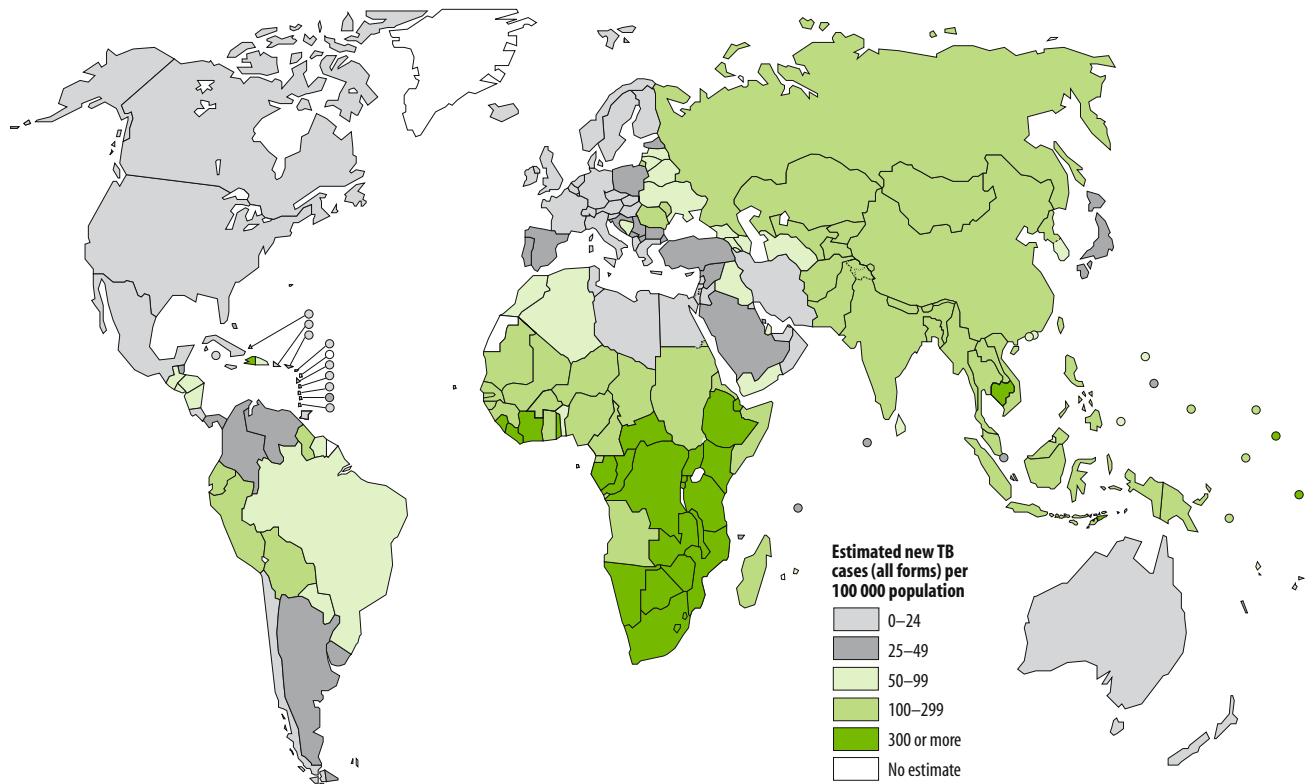 Estimated new TB
cases (all forms) per
100 000 population
0–24
25–49
50–99
100–299
300 or more
No estimate